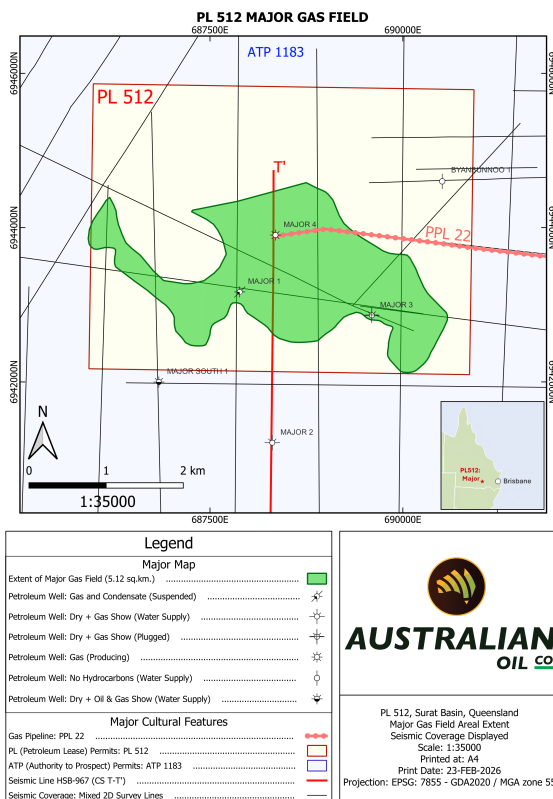 PL 512 MAJOR GAS FIELD
687500E
690000E
ATP 1183
6946000N
6946000N
PL 512
BYANBUNNOO 1
T'
MAJOR 4
PPL 22
6944000N
6944000N
MAJOR 1
MAJOR 3
6942000N
6942000N
MAJOR SOUTH 1
MAJOR 2
N
0 1 2 km
1:35000
PL512:
Major
Brisbane
687500E
690000E
Legend
Major Map
Extent of Major Gas Field (5.12 sq.km.)
Petroleum Well: Gas and Condensate (Suspended)
Petroleum Well: Dry + Gas Show (Water Supply)
Petroleum Well: Dry + Gas Show (Plugged)
Petroleum Well: Gas (Producing)
Petroleum Well: No Hydrocarbons (Water Supply)
Petroleum Well: Dry + Oil & Gas Show (Water Supply)
Major Cultural Features
Gas Pipeline: PPL 22
PL (Petroleum Lease) Permits: PL 512
ATP (Authority to Prospect) Permits: ATP 1183
Seismic Line HSB-967 (CS T-T')
Seismic Coverage: Mixed 2D Survey Lines
AUSTRALIAN
OIL CO
PL 512, Surat Basin, Queensland
Major Gas Field Areal Extent
Seismic Coverage Displayed
Scale: 1:35000
Printed at: A4
Print Date: 23-FEB-2026
Projection: EPSG: 7855 - GDA2020 / MGA zone 55